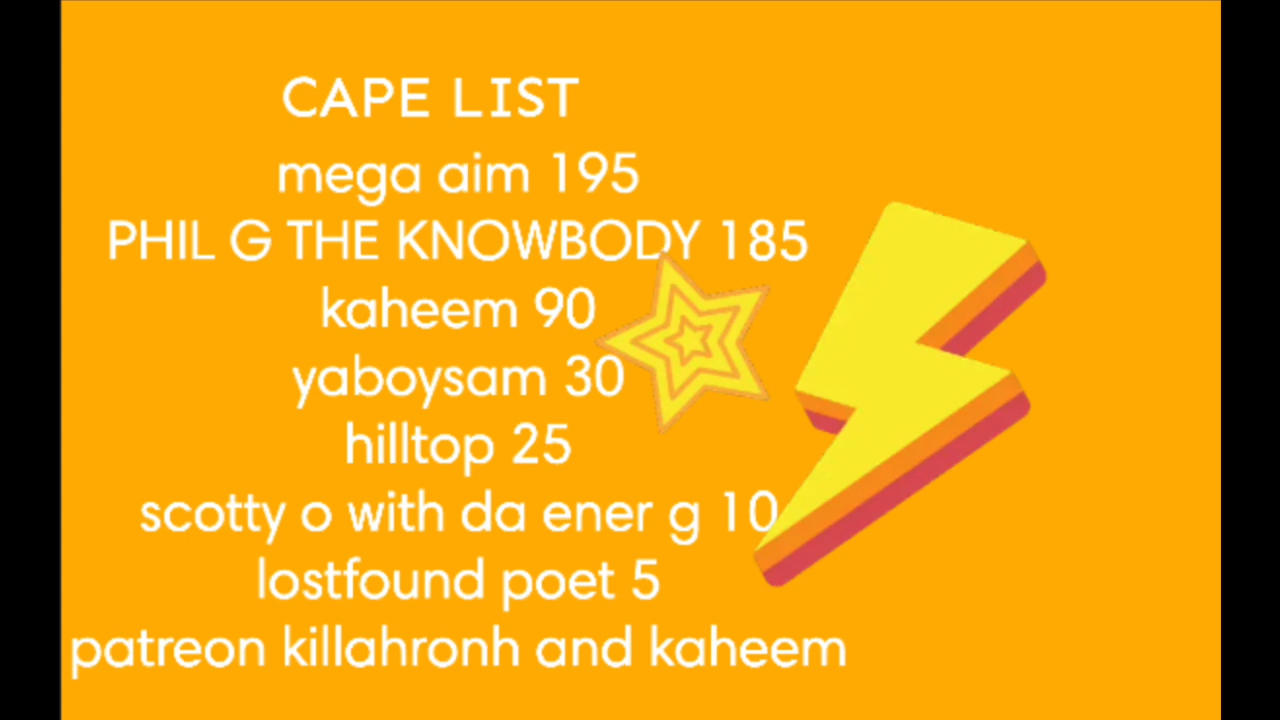 CAPE LIST
mega aim 195
PHIL G THE KNOWBODY 185
kaheem 90
yaboysam 30
hilltop 25
scotty o with da ener g 10
lostfound poet 5
patreon killahronh and kaheem